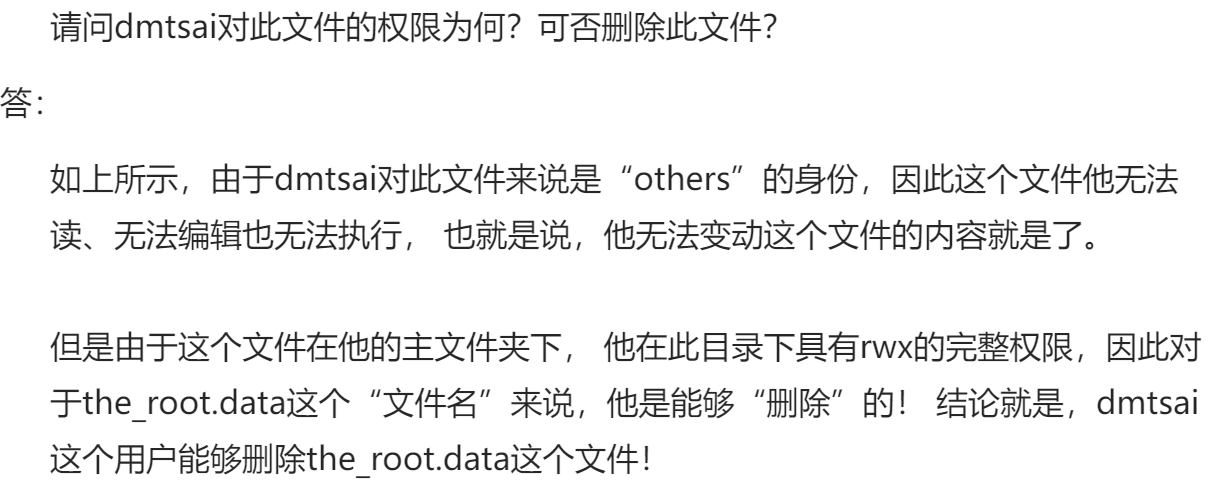 请问dmtsai对此文件的权限为何？可否删除此文件？
答：
如上所示，由于dmtsai对此文件来说是“others”的身份，因此这个文件他无法
读、无法编辑也无法执行， 也就是说，他无法变动这个文件的内容就是了。
但是由于这个文件在他的主文件夹下， 他在此目录下具有rwx的完整权限，因此对
于the_root.data这个“文件名”来说，他是能够“删除”的！ 结论就是，dmtsai
这个用户能够删除the_root.data这个文件！